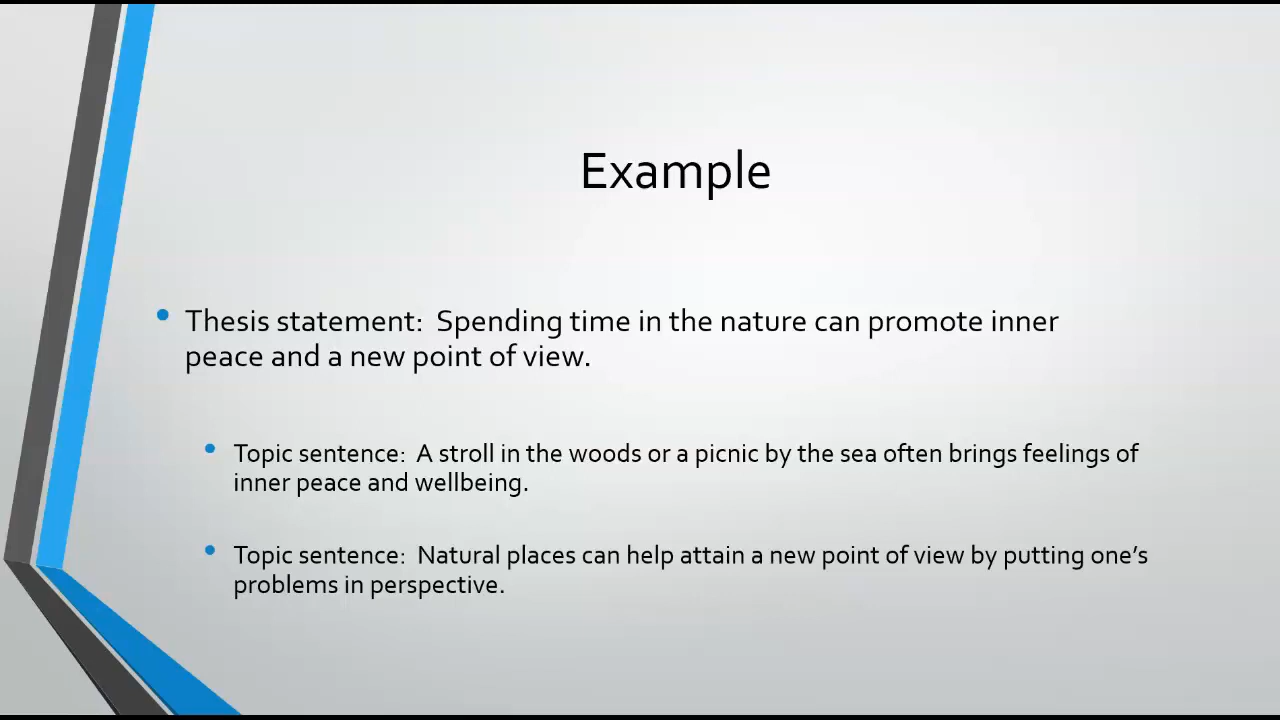 Example
Thesis statement:  Spending time in the nature can promote inner
peace and a new point of view.
Topic sentence:  A stroll in the woods or a picnic by the sea often brings feelings of
inner peace and wellbeing.
Topic sentence:  Natural places can help attain a new point of view by putting one’s
problems in perspective.